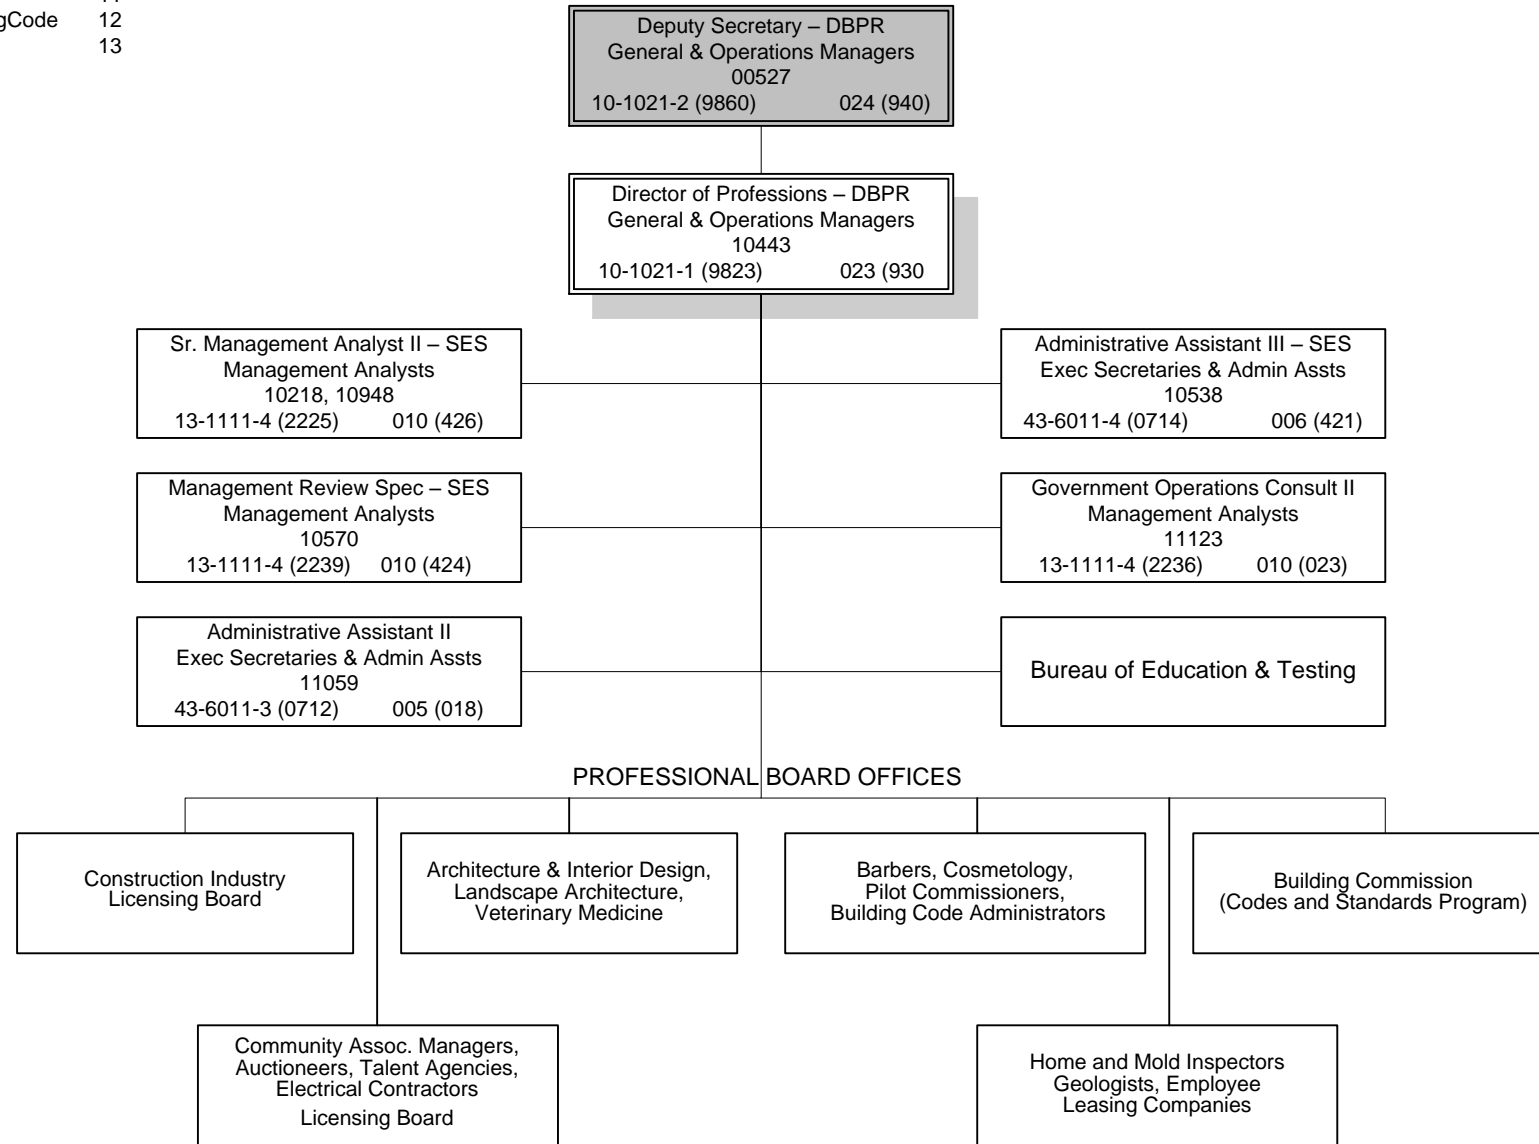 12
13
Deputy Secretary – DBPR
General & Operations Managers
00527
10-1021-2 (9860) 024 (940)
Director of Professions – DBPR
General & Operations Managers
10443
10-1021-1 (9823) 023 (930
Sr. Management Analyst II – SES
Management Analysts
10218, 10948
13-1111-4 (2225) 010 (426)
Administrative Assistant III – SES
Exec Secretaries & Admin Assts
10538
43-6011-4 (0714) 006 (421)
Management Review Spec – SES
Management Analysts
10570
13-1111-4 (2239) 010 (424)
Government Operations Consult II
Management Analysts
11123
13-1111-4 (2236) 010 (023)
Administrative Assistant II
Exec Secretaries & Admin Assts
11059
43-6011-3 (0712) 005 (018)
Bureau of Education & Testing
PROFESSIONAL BOARD OFFICES
Construction Industry
Licensing Board
Architecture & Interior Design,
Landscape Architecture,
Veterinary Medicine
Barbers, Cosmetology,
Pilot Commissioners,
Building Code Administrators
Building Commission
(Codes and Standards Program)
Community Assoc. Managers,
Auctioneers, Talent Agencies,
Electrical Contractors
Licensing Board
Home and Mold Inspectors
Geologists, Employee
Leasing Companies